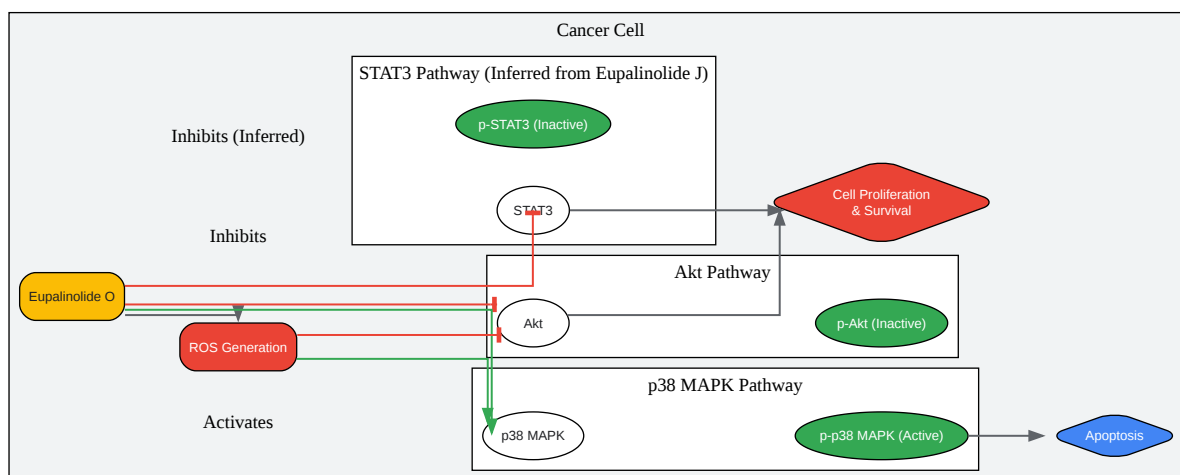 Cancer Cell
STAT3 Pathway (Inferred from Eupalinolide J)
p-STAT3 (Inactive)
Inhibits (Inferred)
STAT3
Cell Proliferation
& Survival
Inhibits
Akt Pathway
Eupalinolide O
Akt
p-Akt (Inactive)
ROS Generation
p38 MAPK Pathway
Activates
p38 MAPK
p-p38 MAPK (Active)
Apoptosis